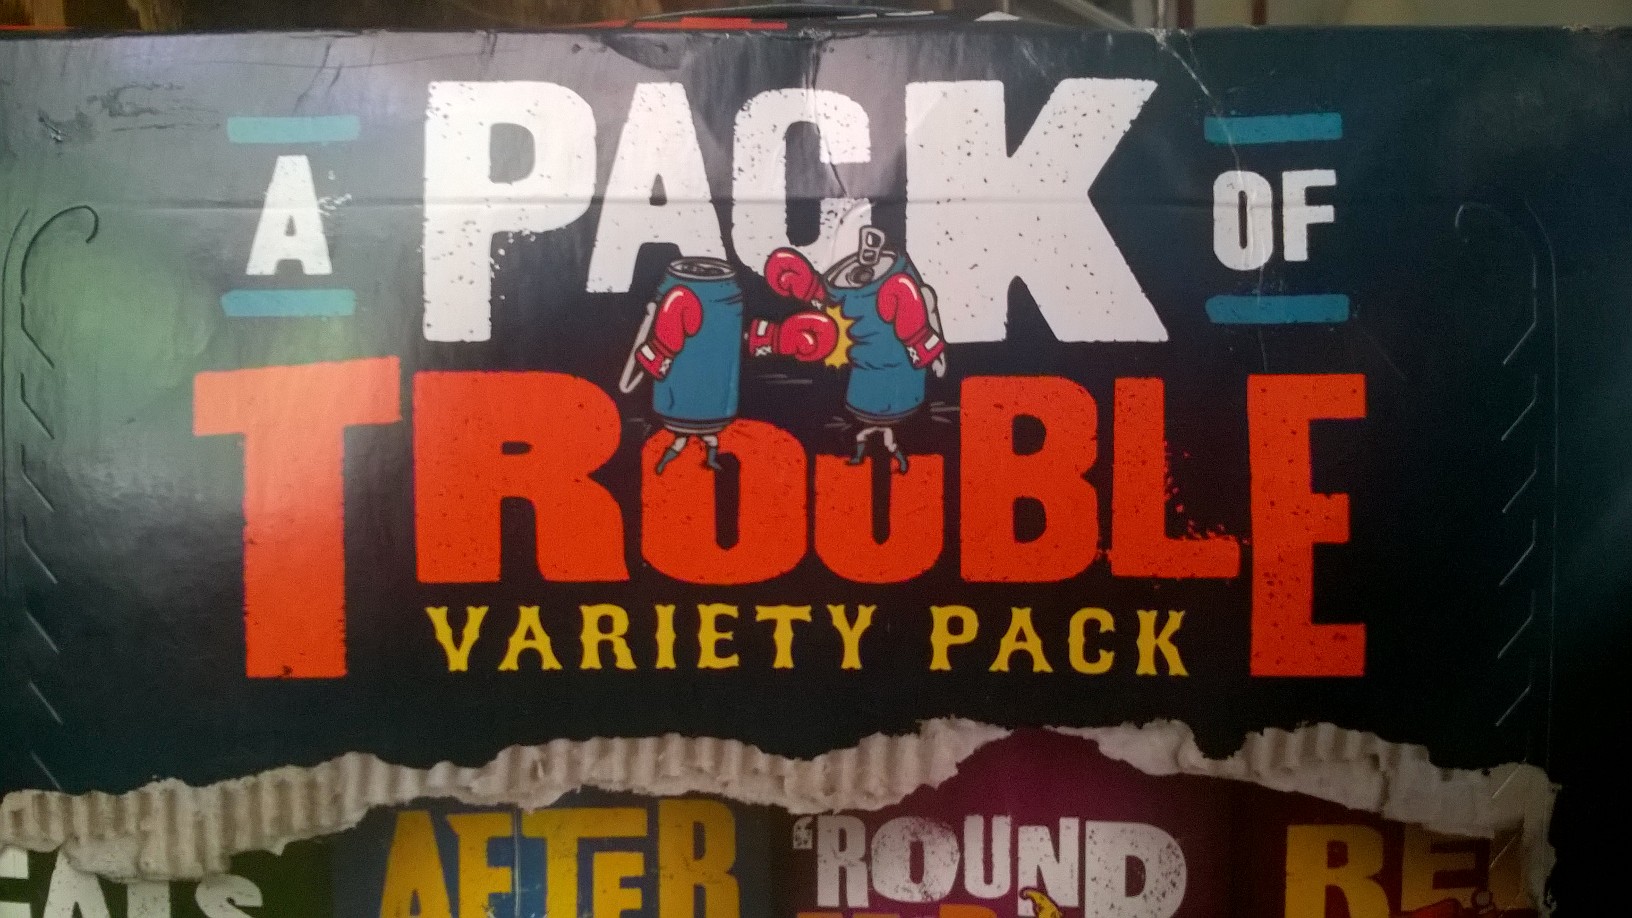 A PACK OF
TROUBLE
VARIETY PACK
AFTER
'ROUND